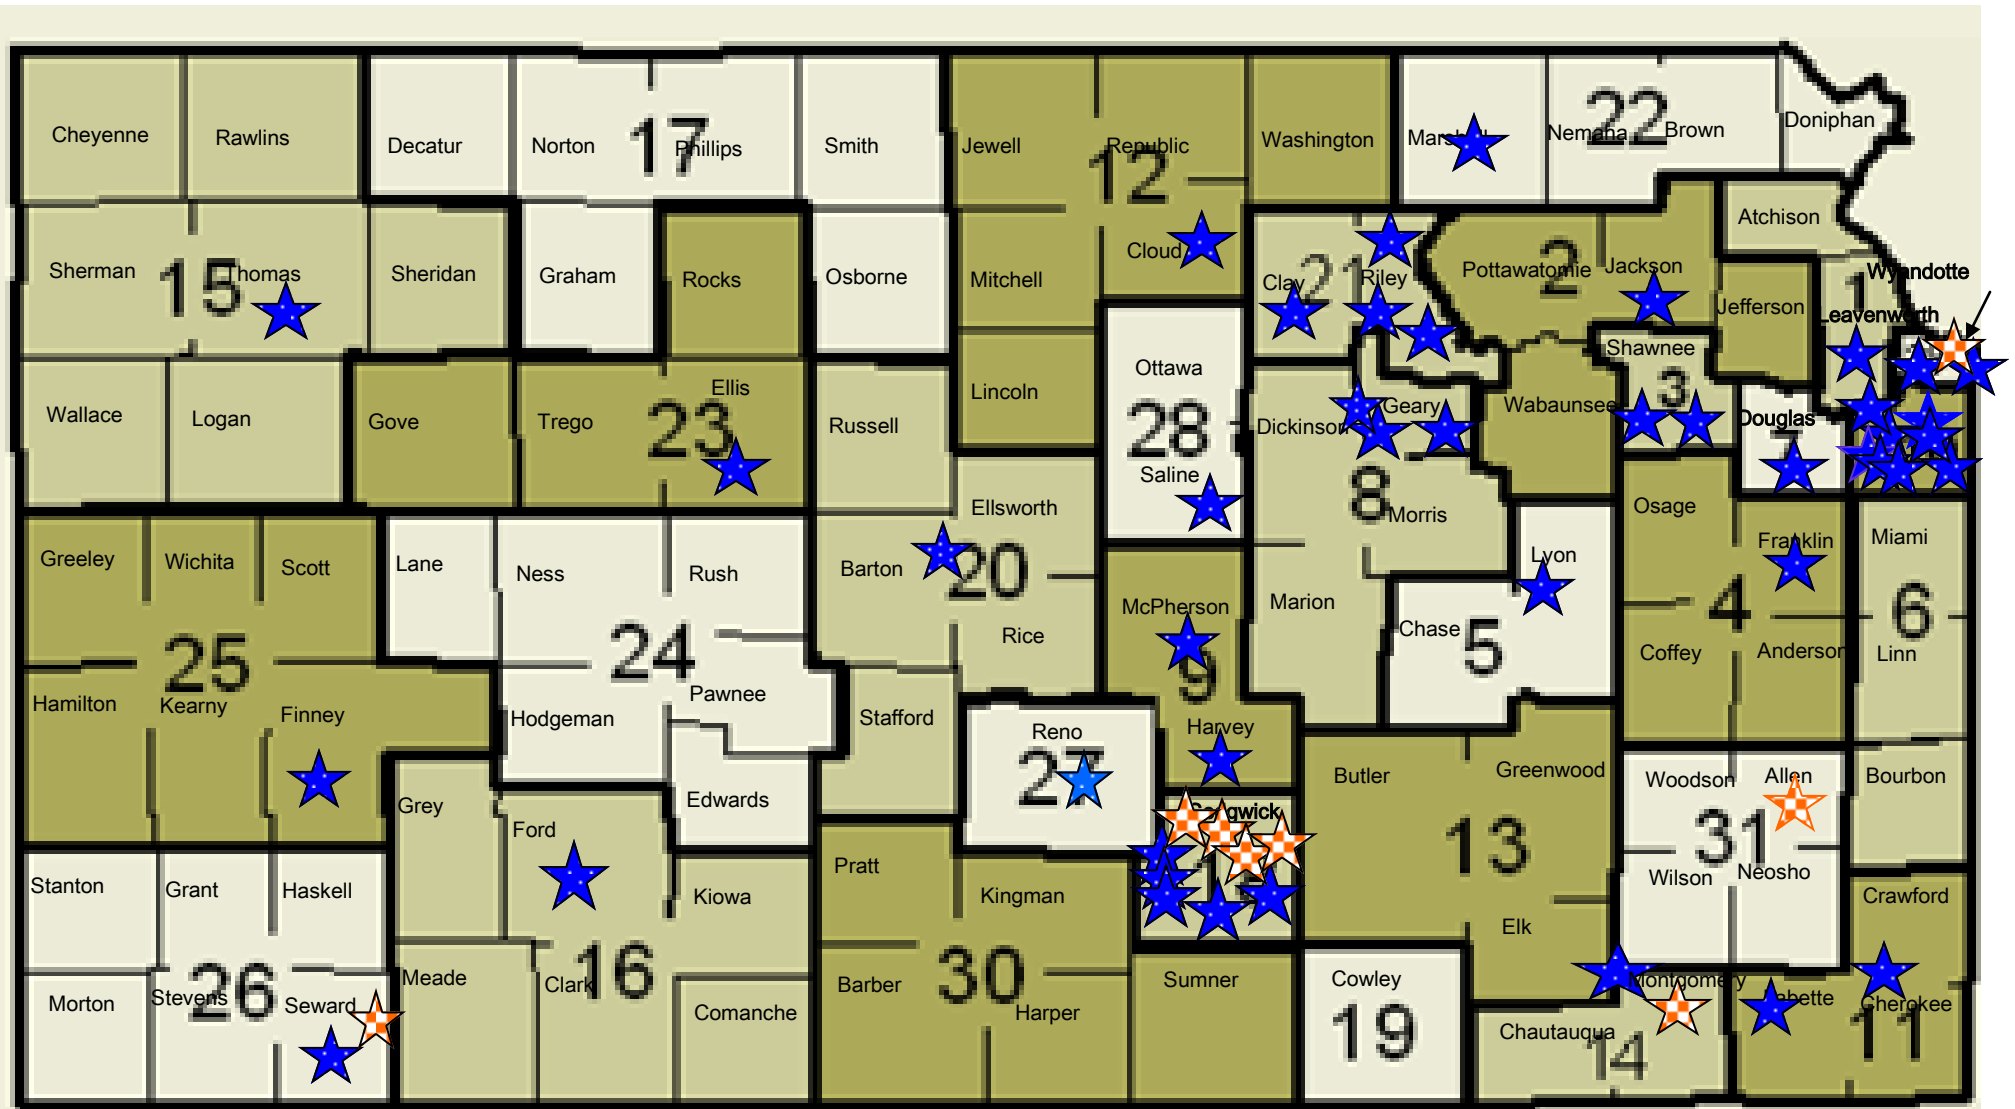 Cheyenne
Rawlins
Decatur
Norton
17
Phillips
Smith
Jewell
Republic
12
Washington
Marshall
Nemaha
22
Brown
Doniphan
Sherman
15
Thomas
Sheridan
Graham
Rocks
Osborne
Mitchell
Cloud
Clay
21
Riley
Pottawatomie
2
Jackson
Atchison
Jefferson
1
Wyandotte
Leavenworth
Wallace
Logan
Gove
Trego
23
Ellis
Russell
Lincoln
Ottawa
28
Saline
Dickinson
Geary
Wabaunsee
Shawnee
3
Douglas
8
Morris
Osage
Franklin
Miami
Greeley
Wichita
Scott
Lane
Ness
Rush
Barton
Ellsworth
20
Rice
McPherson
9
Marion
Lyon
Chase
5
4
Coffey
Anderson
6
Linn
25
24
Hamilton
Kearny
Finney
Hodgeman
Pawnee
Stafford
Reno
27
Harvey
Butler
Greenwood
13
Woodson
Allen
31
Bourbon
Grey
Ford
Edwards
Sedgwick
Pratt
Kingman
Wilson
Neosho
Crawford
Stanton
Grant
Haskell
Kiowa
Elk
26
Morton
Stevens
Seward
Meade
Clark
16
Comanche
Barber
30
Harper
Sumner
Cowley
19
Montgomery
Chautauqua
14
Labette
Cherokee
11